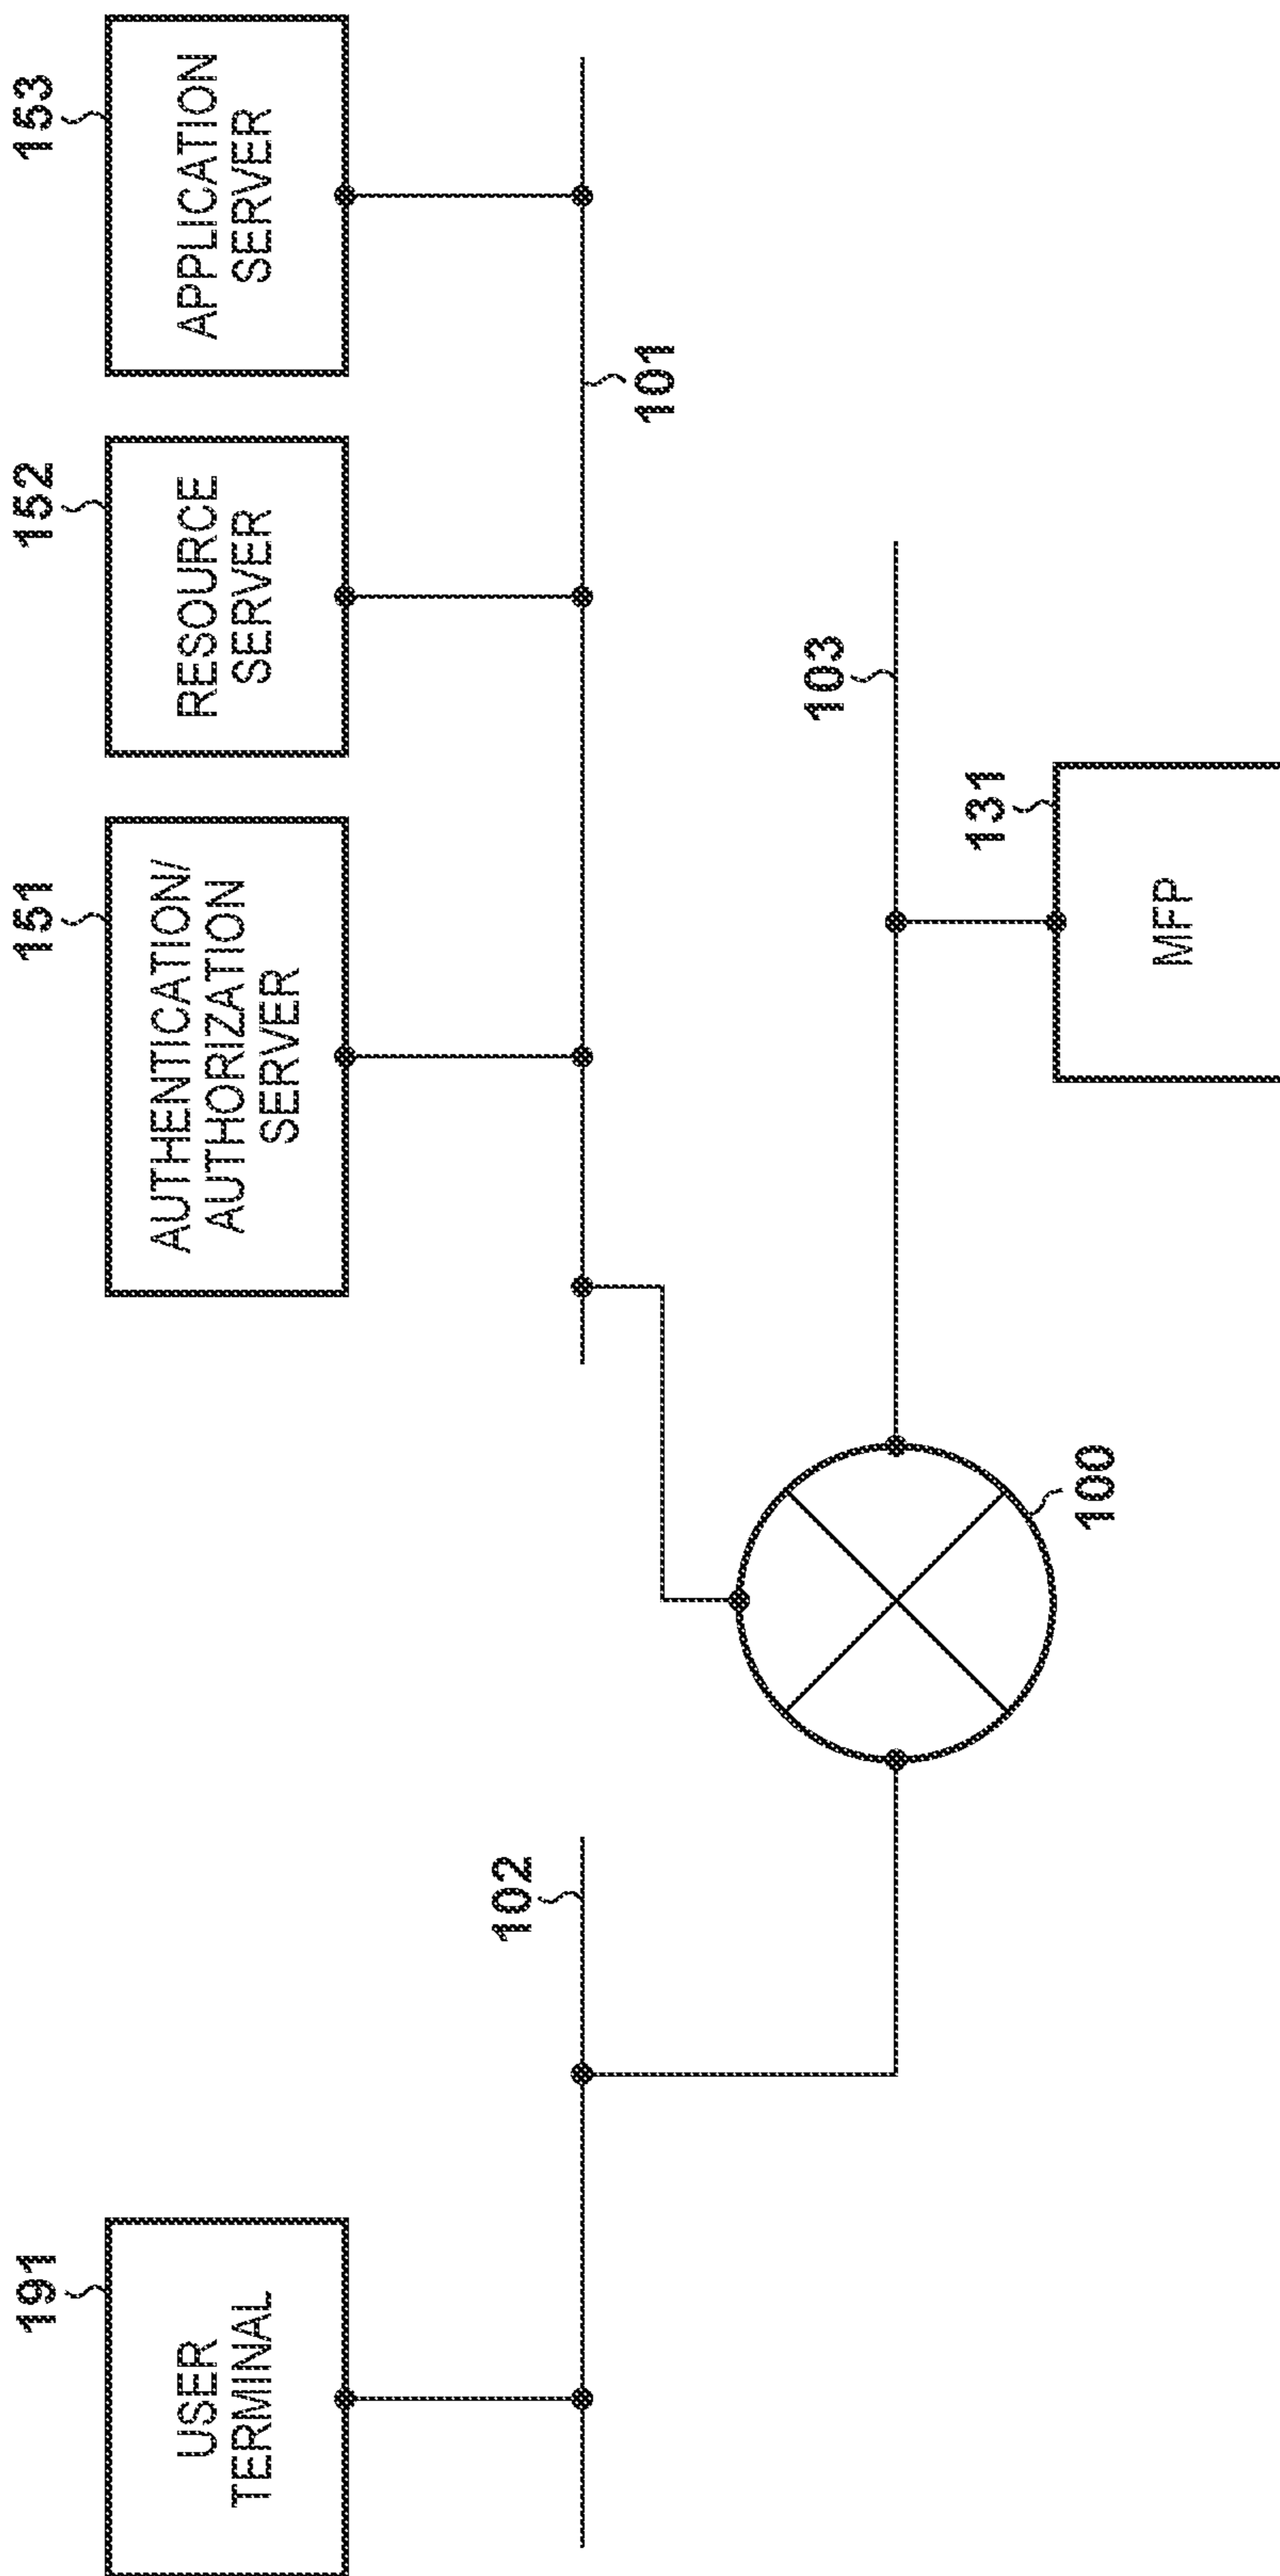 191
USER
TERMINAL
151
AUTHENTICATION/
AUTHORIZATION
SERVER
152
RESOURCE
SERVER
153
APPLICATION
SERVER
102
101
103
131
MFP
100